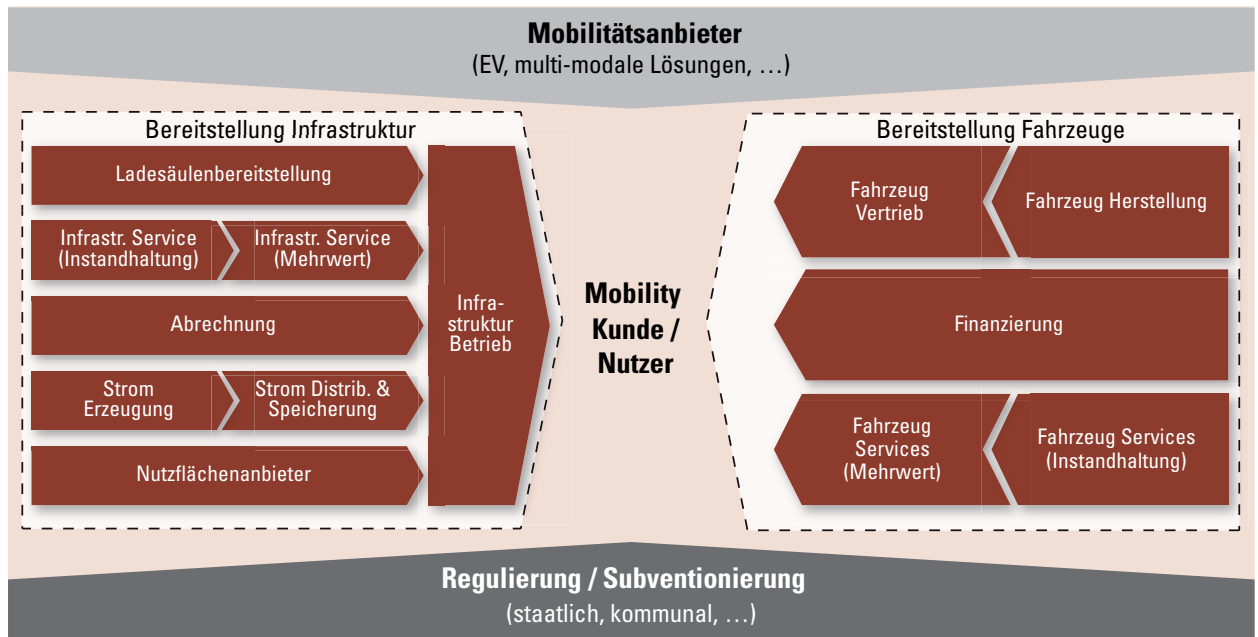 Mobilitätsanbieter
(EV, multi-modale Lösungen, …)
Bereitstellung Infrastruktur
Ladesäulenbereitstellung
Infrastr. Service
(Instandhaltung)
Infrastr. Service
(Mehrwert)
Abrechnung
Strom
Erzeugung
Strom Distrib. &
Speicherung
Nutzflächenanbieter
Infra-
struktur
Betrieb
Mobility
Kunde /
Nutzer
Bereitstellung Fahrzeuge
Fahrzeug
Vertrieb
Fahrzeug Herstellung
Finanzierung
Fahrzeug
Services
(Mehrwert)
Fahrzeug Services
(Instandhaltung)
Regulierung / Subventionierung
(staatlich, kommunal, …)